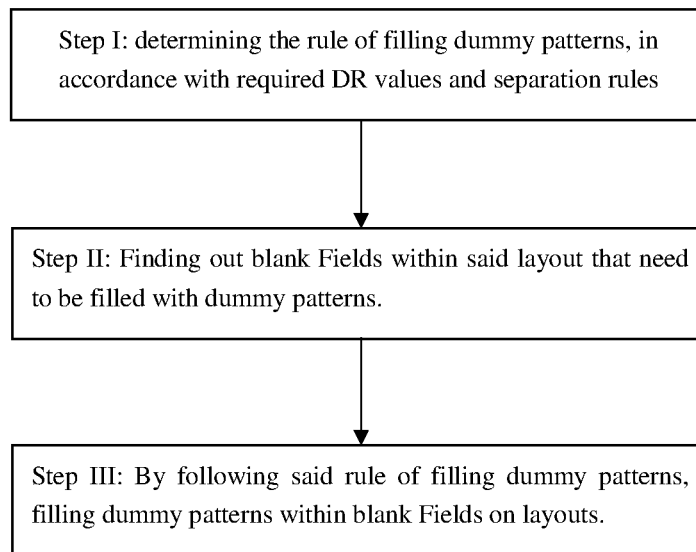 Step I: determining the rule of filling dummy patterns, in
accordance with required DR values and separation rules
Step II: Finding out blank Fields within said layout that need
to be filled with dummy patterns.
Step III: By following said rule of filling dummy patterns,
filling dummy patterns within blank Fields on layouts.